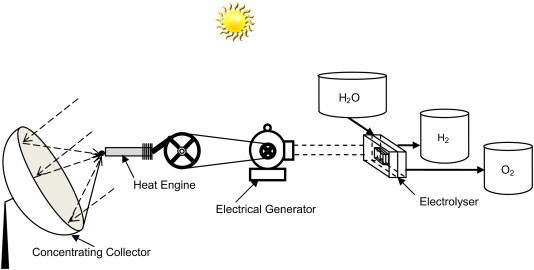 H₂O
H₂
O₂
Heat Engine
Electrolyser
Electrical Generator
Concentrating Collector